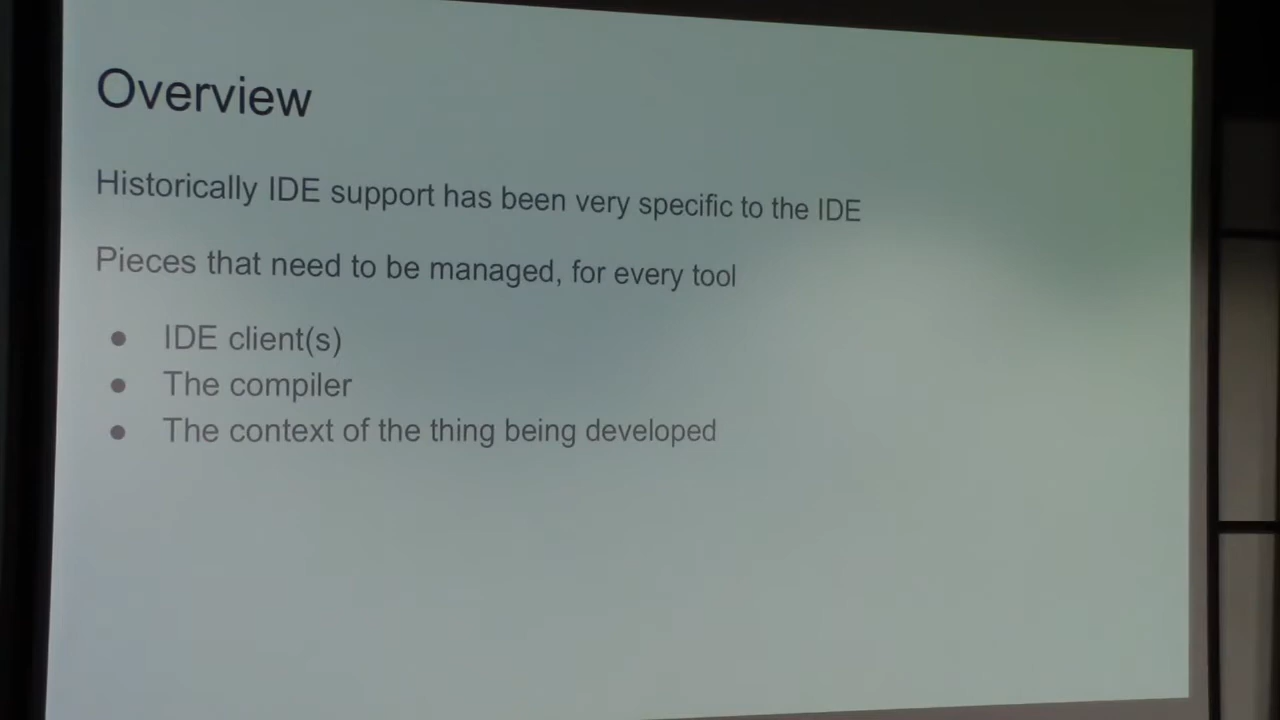 Overview
Historically IDE support has been very specific to the IDE
Pieces that need to be managed, for every tool
● IDE client(s)
● The compiler
● The context of the thing being developed